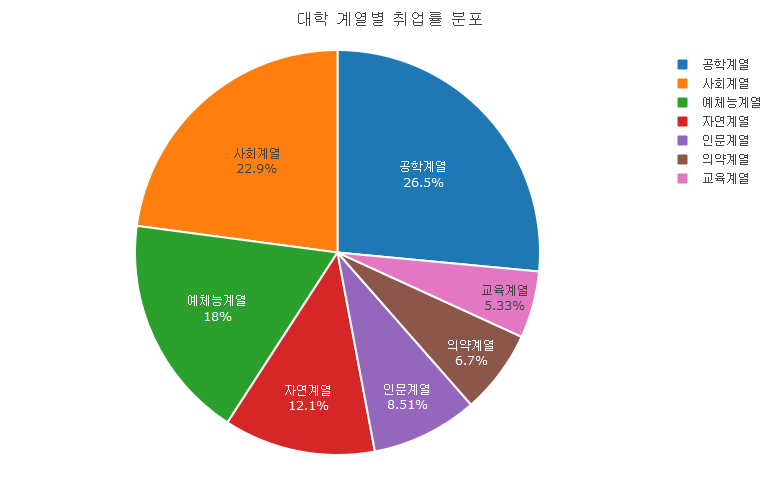 대학 계열별 취업률 분포
공학계열
26.5%
사회계열
22.9%
예체능계열
18%
자연계열
12.1%
인문계열
8.51%
의약계열
6.7%
교육계열
5.33%
공학계열
사회계열
예체능계열
자연계열
인문계열
의약계열
교육계열